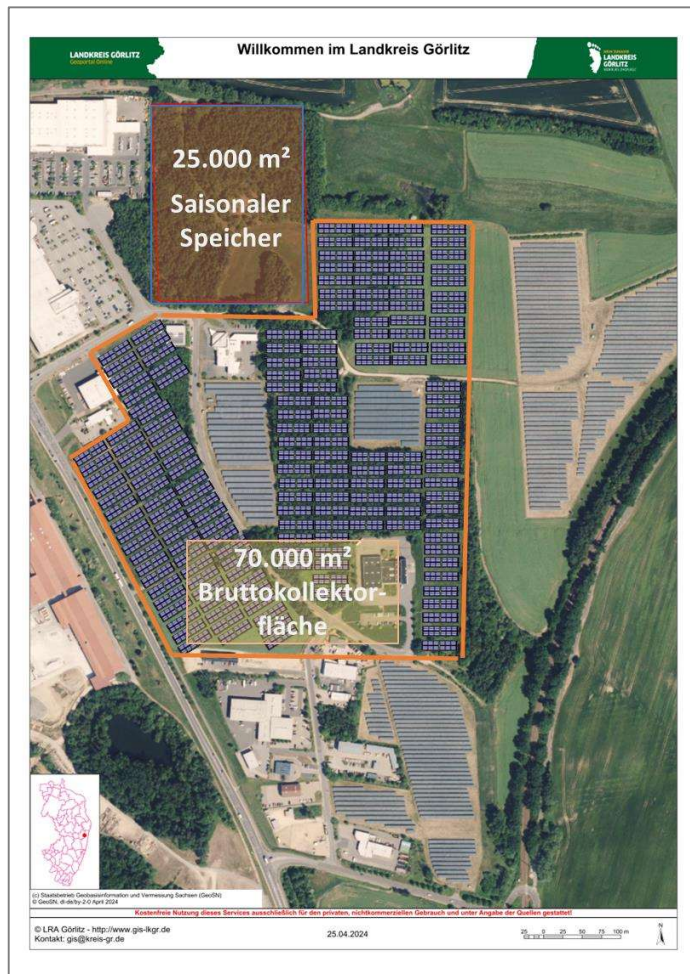 LANDKREIS GÖRLITZ
Geoportal Online
Willkommen im Landkreis Görlitz
LANDKREIS
GÖRLITZ
25.000 m²
Saisonaler
Speicher
70.000 m²
Bruttokollektor-
fläche
(c) Staatsbetrieb Geobasisinformation und Vermessung Sachsen (GeoSN)
© GeoSN, dl-de/by-2-0 April 2024
Kostenfreie Nutzung dieses Services ausschließlich für den privaten, nichtkommerziellen Gebrauch und unter Angabe der Quellen gestattet!
© LRA Görlitz - http://www.gis-lkgr.de
Kontakt: gis@kreis-gr.de
25.04.2024
25 0 25 50 75 100 m
N